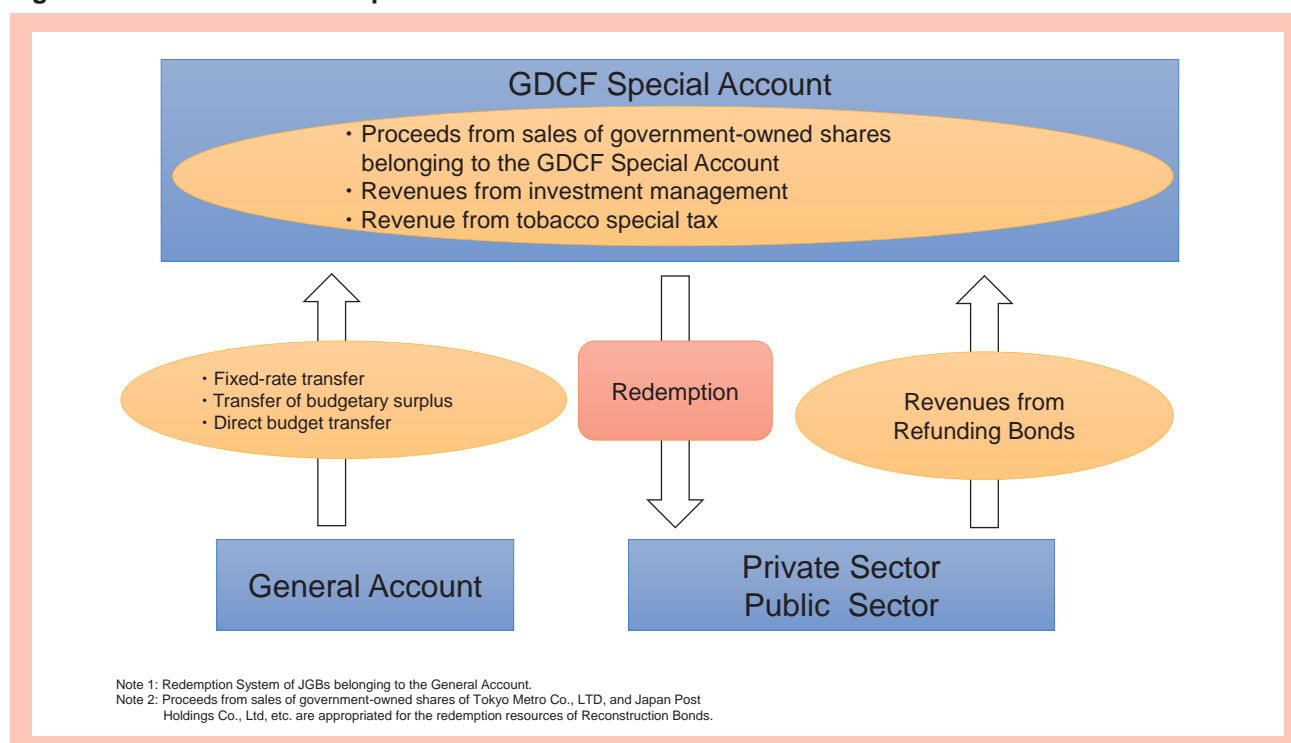 GDCF Special Account
・Proceeds from sales of government-owned shares
belonging to the GDCF Special Account
・Revenues from investment management
・Revenue from tobacco special tax
・Fixed-rate transfer
・Transfer of budgetary surplus
・Direct budget transfer
Redemption
Revenues from
Refunding Bonds
General Account
Private Sector
Public Sector
Note 1: Redemption System of JGBs belonging to the General Account.
Note 2: Proceeds from sales of government-owned shares of Tokyo Metro Co., LTD, and Japan Post
Holdings Co., Ltd, etc. are appropriated for the redemption resources of Reconstruction Bonds.